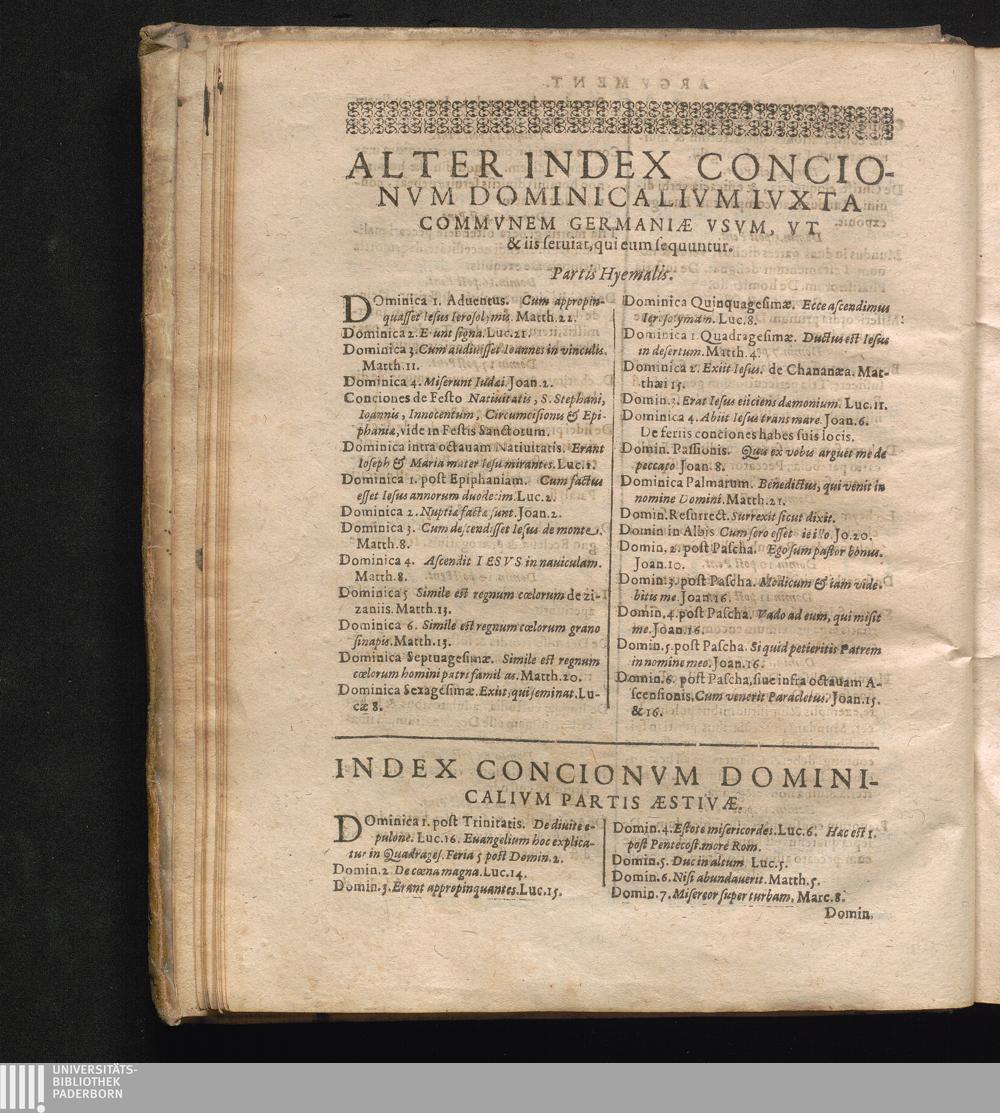 ALTER INDEX CONCIO-
NVM DOMINICALIVM IVXTA
COMMVNEM GERMANIÆ VSVM, VT
& iis seruiat, qui eum sequuntur.
Partis Hyemalis.
DOminica 1. Aduentus. Cum appropin-
quasset Iesus Ierosolymis. Matth. 21.
Dominica 2. Erunt signa. Luc. 21.
Dominica 3. Cum audiuisset Ioannes in vinculis.
Matth. 11.
Dominica 4. Miserunt Iudæi. Joan. 2.
Conciones de Festo Natiuitatis, S. Stephani,
Ioannis, Innocentum, Circumcisionis & Epi-
phaniæ, vide in Festis Sanctorum.
Dominica intra octauam Natiuitatis. Erant
Ioseph & Maria mater Iesu mirantes. Luc. 1.
Dominica 1. post Epiphaniam. Cum factus
esset Iesus annorum duodecim. Luc. 2.
Dominica 2. Nuptiæ factæ sunt. Joan. 2.
Dominica 3. Cum descendisset Iesus de monte.
Matth. 8.
Dominica 4. Ascendit IESVS in nauiculam.
Matth. 8.
Dominica 5 Simile est regnum cœlorum de zi-
zaniis. Matth. 13.
Dominica 6. Simile est regnum cœlorum grano
sinapis. Matth. 13.
Dominica Septuagesimæ. Simile est regnum
cœlorum homini patrifamilias. Matth. 20.
Dominica Sexagesimæ. Exiit, qui seminat. Lu-
cæ 8.
Dominica Quinquagesimæ. Ecce ascendimus
Ierosolymam. Luc. 8.
Dominica 1. Quadragesimæ. Ductus est Iesus
in desertum. Matth. 4.
Dominica 2. Exiit Iesus. de Chananæa. Mat-
thæi 15.
Domin. 3. Erat Iesus eiiciens dæmonium. Luc. 11.
Dominica 4. Abiit Iesus trans mare. Joan. 6.
De feriis conciones habes suis locis.
Domin. Passionis. Quis ex vobis arguet me de
peccato Joan. 8.
Dominica Palmarum. Benedictus, qui venit in
nomine Domini. Matth. 21.
Domin. Resurrect. Surrexit sicut dixit.
Domin in Albis Cum sero esset die illo. Jo. 20.
Domin. 2. post Pascha. Ego sum pastor bonus.
Joan. 10.
Domin. 3. post Pascha. Modicum & iam vide-
bitis me. Joan. 16.
Domin. 4. post Pascha. Vado ad eum, qui misit
me. Joan. 16.
Domin. 5. post Pascha. Si quid petieritis Patrem
in nomine meo. Joan. 16.
Domin. 6. post Pascha, siue infra octauam A-
scensionis. Cum venerit Paracletus. Joan. 15.
& 16.
INDEX CONCIONVM DOMINI-
CALIVM PARTIS ÆSTIVÆ.
DOminica 1. post Trinitatis. De diuite e-
pulone. Luc. 16. Euangelium hoc explica-
tur in Quadrages. Feria 5 post Domin. 2.
Domin. 2. De cœna magna. Luc. 14.
Domin. 3. Erant appropinquantes. Luc. 15.
Domin. 4. Estote misericordes. Luc. 6. Hæc est 1.
post Pentecost. more Rom.
Domin. 5. Duc in altum Luc. 5.
Domin. 6. Nisi abundauerit. Matth. 5.
Domin. 7. Misereor super turbam. Marc. 8.
Domin.
UNIVERSITÄTS-
BIBLIOTHEK
PADERBORN